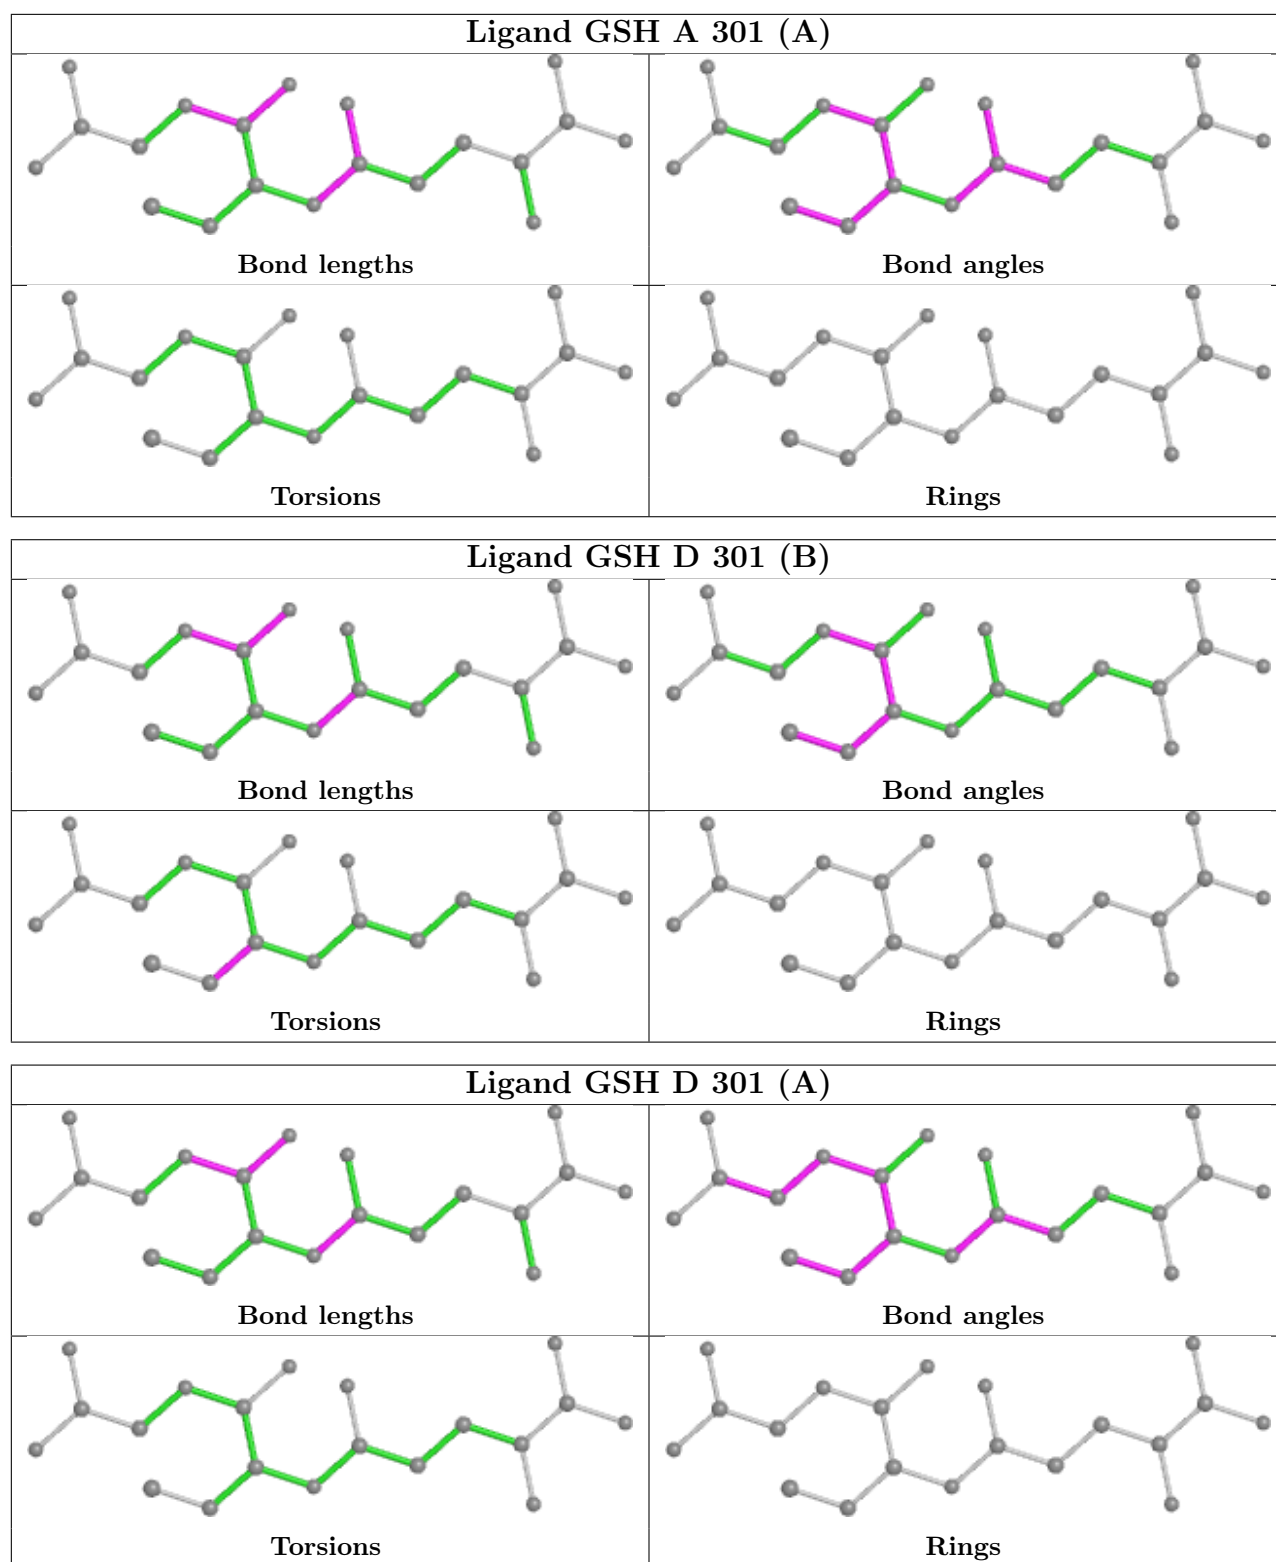 Ligand GSH A 301 (A)
Bond lengths
Bond angles
Torsions
Rings
Ligand GSH D 301 (B)
Bond lengths
Bond angles
Torsions
Rings
Ligand GSH D 301 (A)
Bond lengths
Bond angles
Torsions
Rings